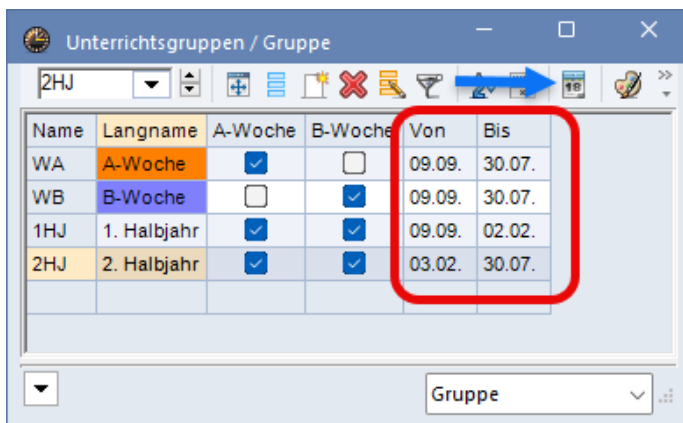 Unterrichtsgruppen / Gruppe
2HJ
18
Name Langname A-Woche B-Woche Von Bis
WA A-Woche 09.09. 30.07.
WB B-Woche 09.09. 30.07.
1HJ 1. Halbjahr 09.09. 02.02.
2HJ 2. Halbjahr 03.02. 30.07.
Gruppe